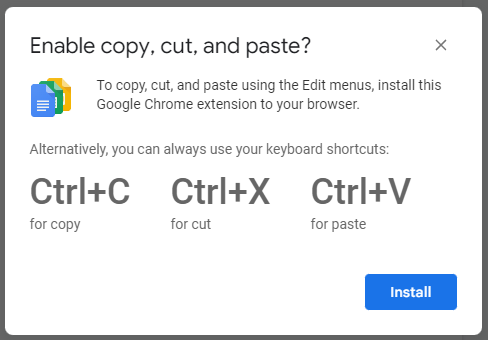 Enable copy, cut, and paste?
To copy, cut, and paste using the Edit menus, install this
Google Chrome extension to your browser.
Alternatively, you can always use your keyboard shortcuts:
Ctrl+C Ctrl+X Ctrl+V
for copy for cut for paste
Install